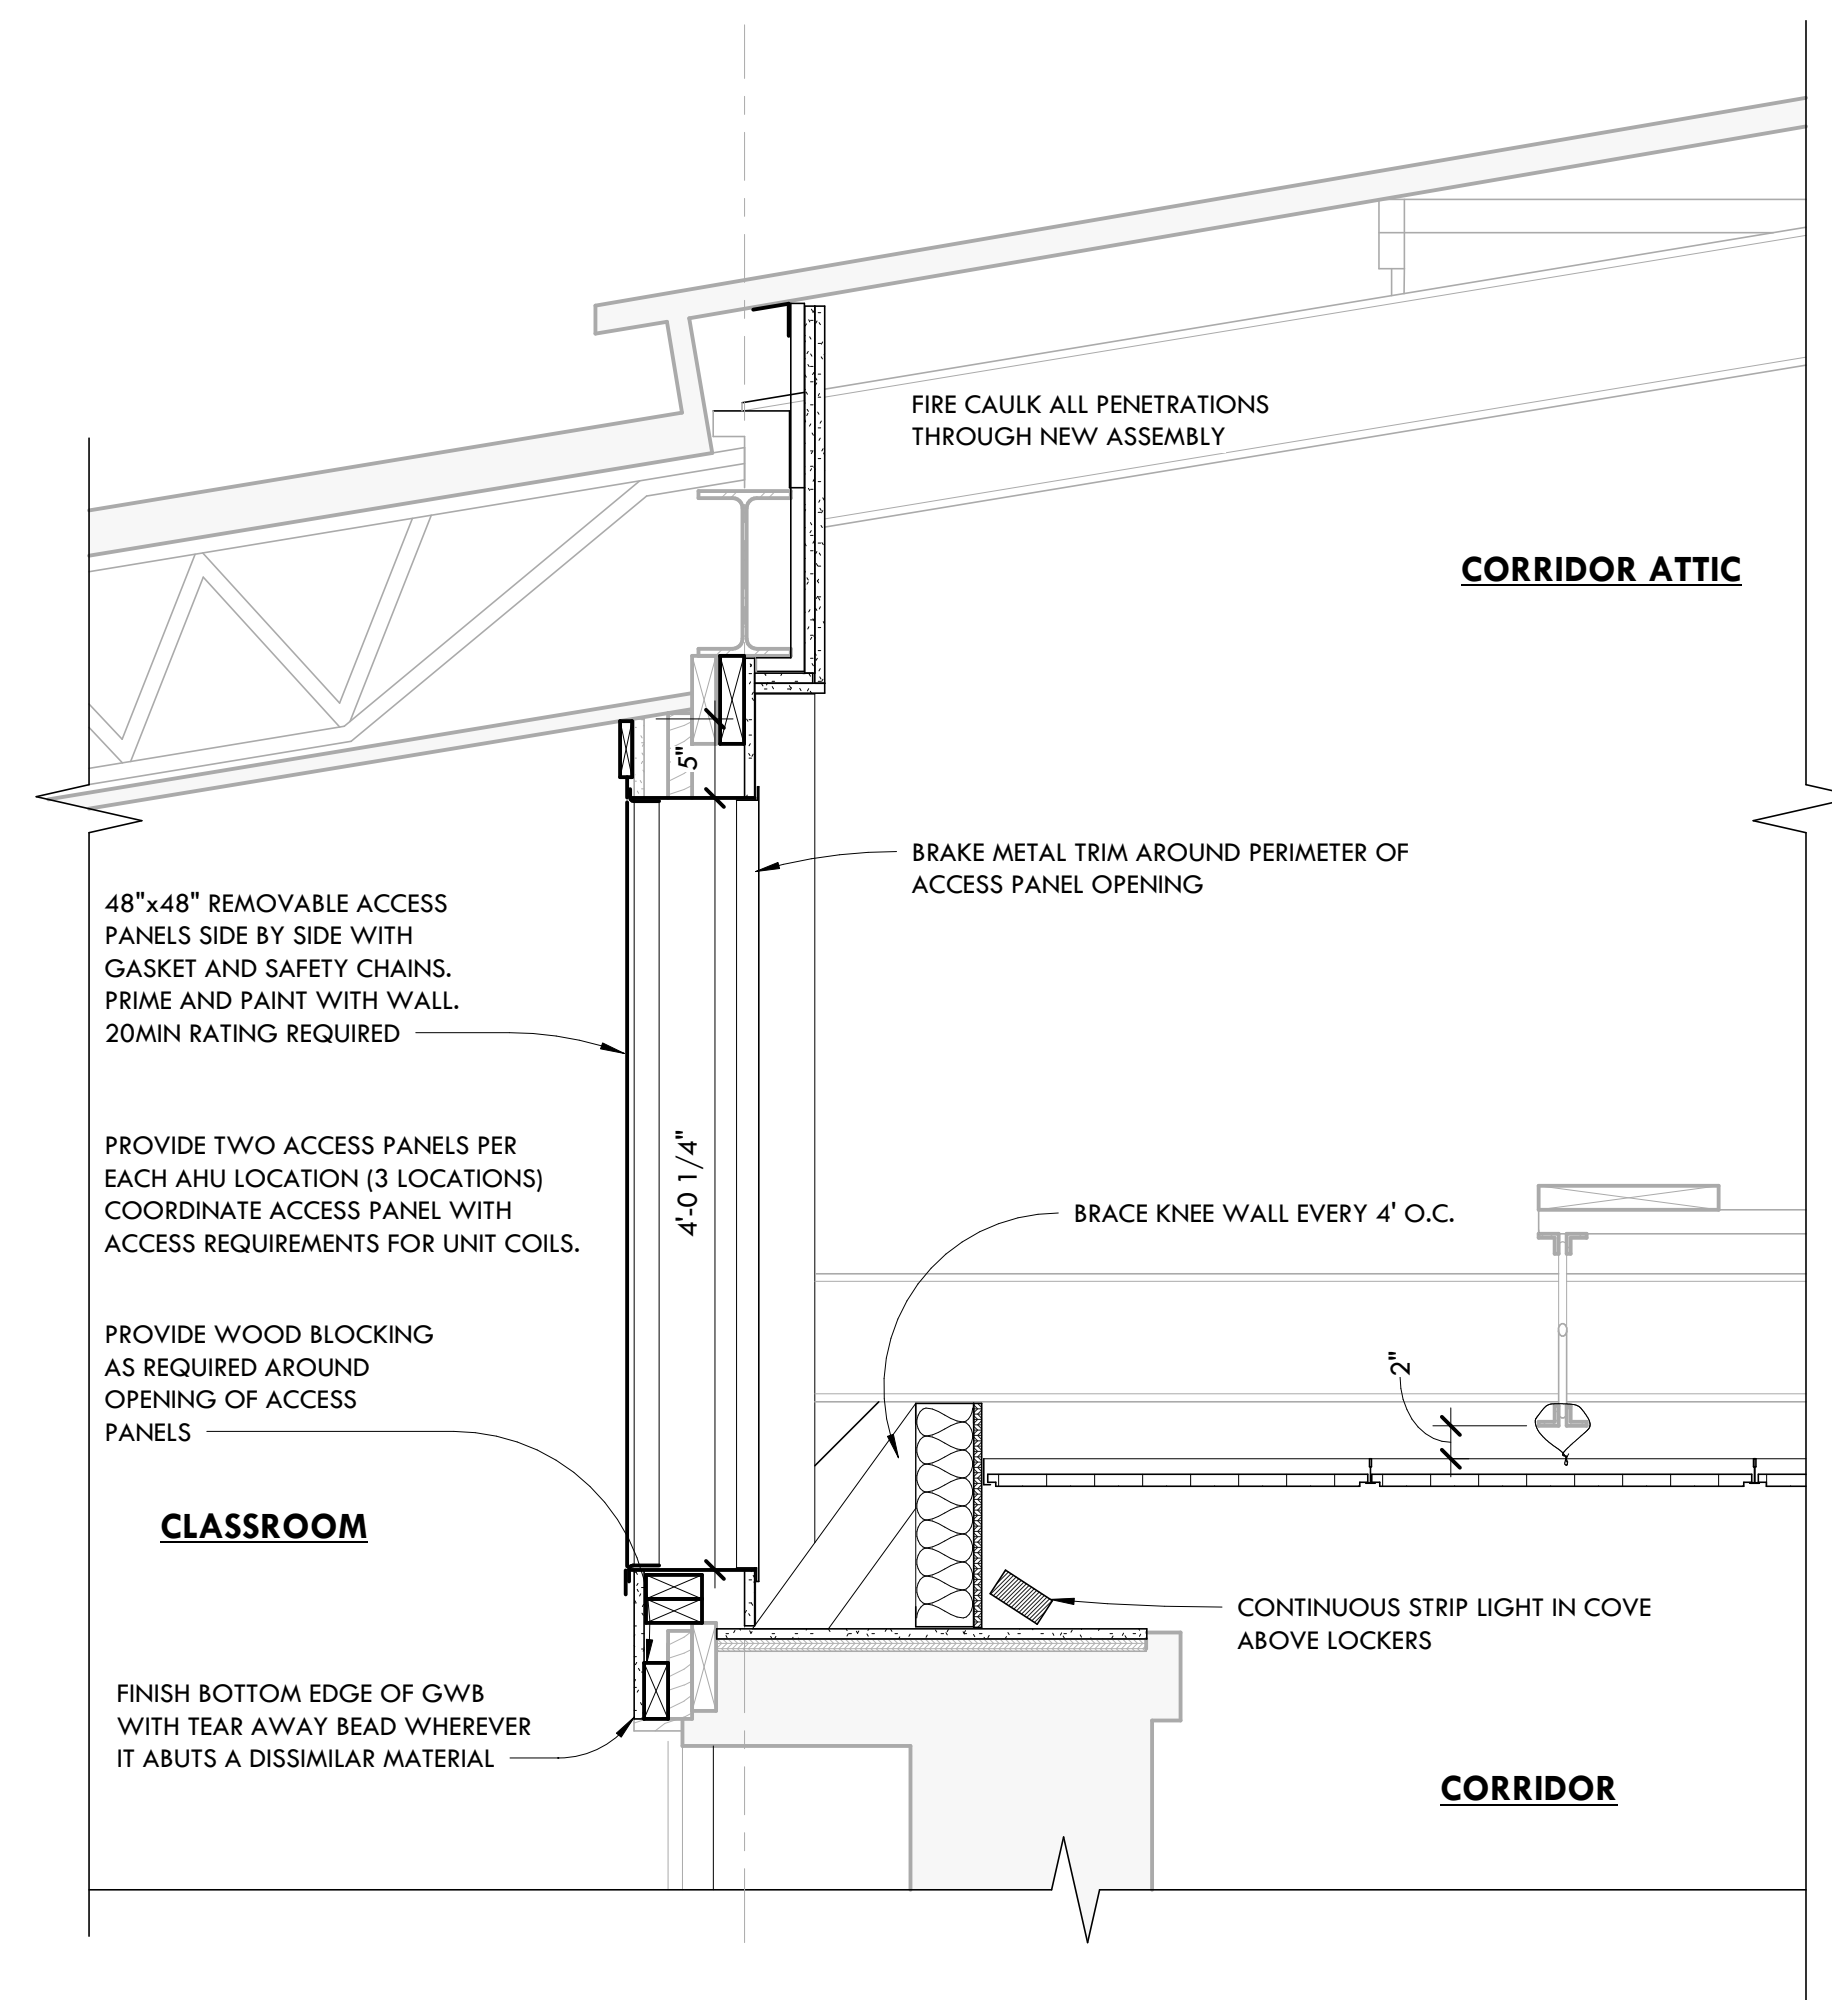 FIRE CAULK ALL PENETRATIONS
THROUGH NEW ASSEMBLY
CORRIDOR ATTIC
5"
BRAKE METAL TRIM AROUND PERIMETER OF
ACCESS PANEL OPENING
48"x48" REMOVABLE ACCESS
PANELS SIDE BY SIDE WITH
GASKET AND SAFETY CHAINS.
PRIME AND PAINT WITH WALL.
20MIN RATING REQUIRED
PROVIDE TWO ACCESS PANELS PER
EACH AHU LOCATION (3 LOCATIONS)
COORDINATE ACCESS PANEL WITH
ACCESS REQUIREMENTS FOR UNIT COILS.
4'-0 1/4"
BRACE KNEE WALL EVERY 4' O.C.
PROVIDE WOOD BLOCKING
AS REQUIRED AROUND
OPENING OF ACCESS
PANELS
2"
CLASSROOM
CONTINUOUS STRIP LIGHT IN COVE
ABOVE LOCKERS
FINISH BOTTOM EDGE OF GWB
WITH TEAR AWAY BEAD WHEREVER
IT ABUTS A DISSIMILAR MATERIAL
CORRIDOR